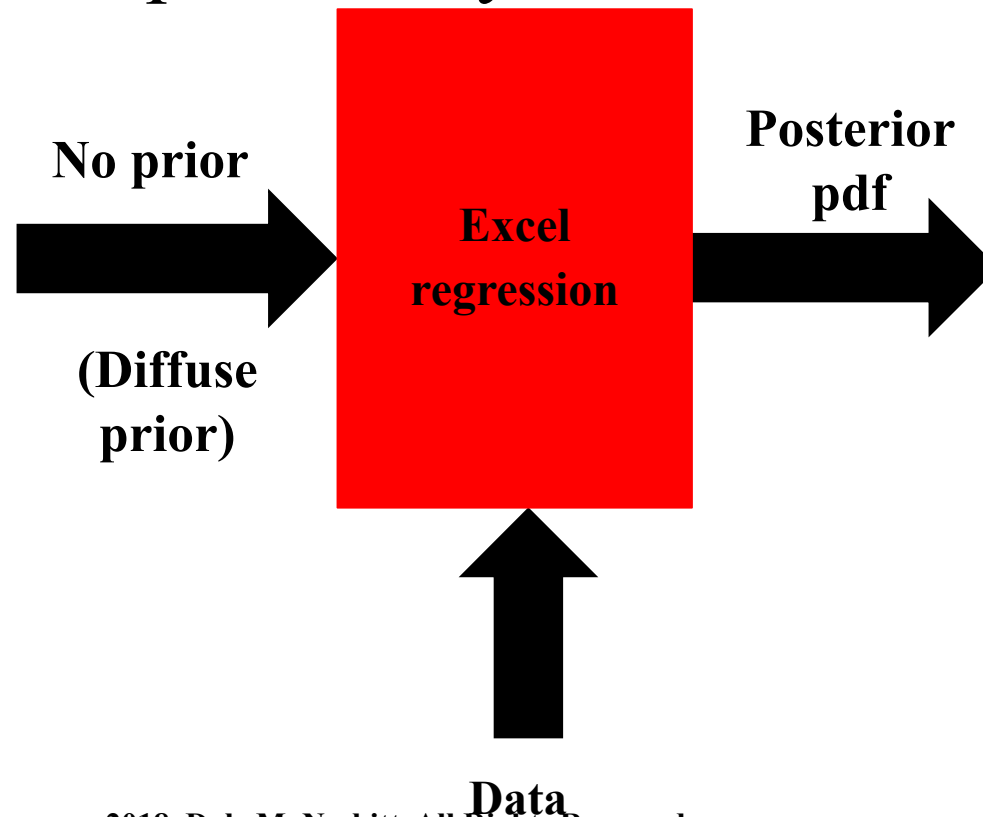 No prior
(Diffuse
prior)
Excel
regression
Posterior
pdf
Data